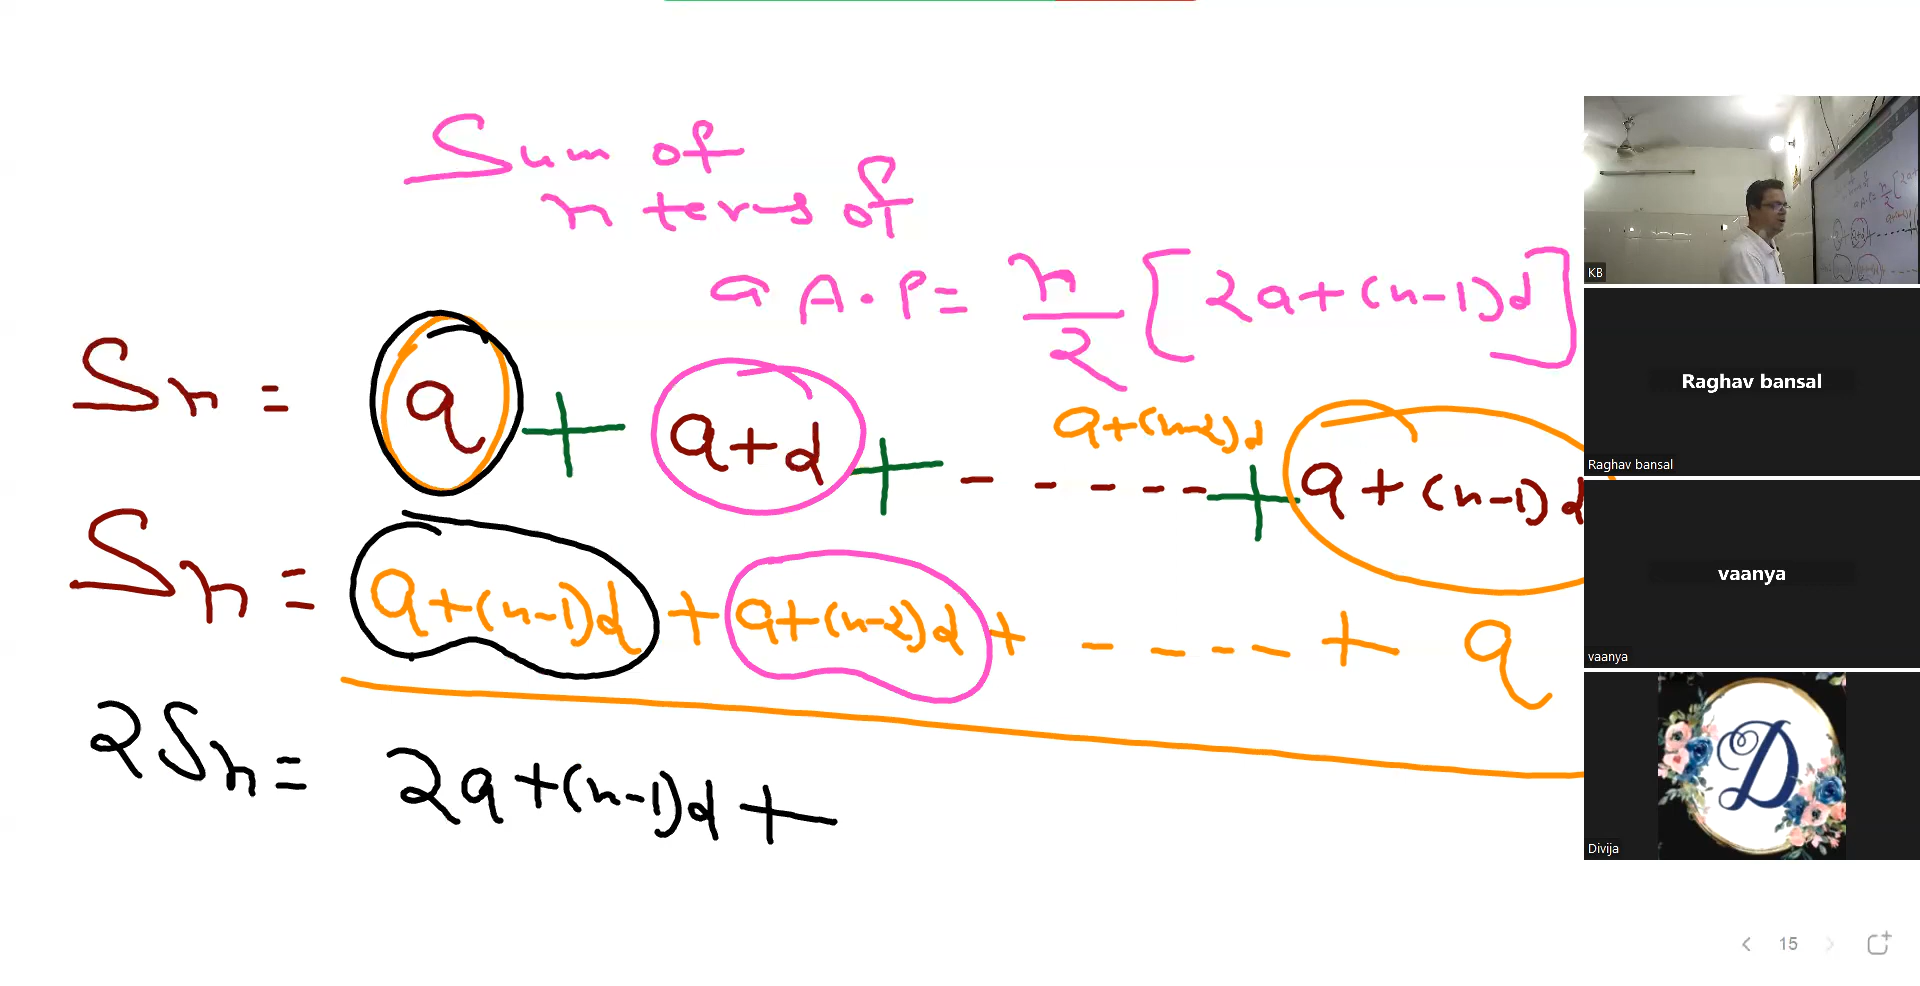 Sum of
n terms of
a A.P = n/2 [2a+(n-1)d]
a+(n-2)d
Sn = a + a+d + - - - - - + a+(n-1)d
Sn = a+(n-1)d + a+(n-2)d + - - - - + a
2Sn = 2a+(n-1)d +
KB
Raghav bansal
Raghav bansal
vaanya
vaanya
D
Divija
15